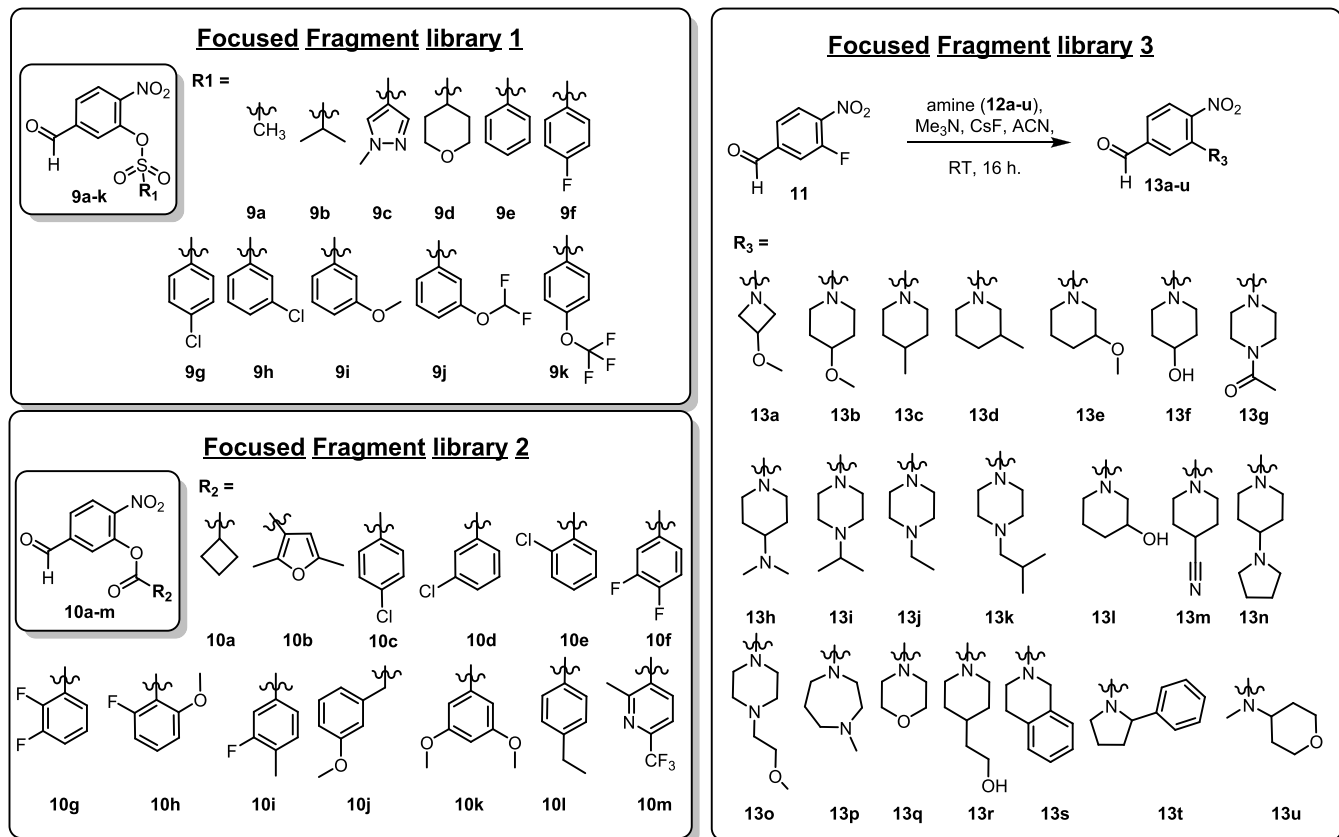 Focused Fragment library 1
R1 =
NO2
O
H
O
O S O
R1
9a-k
CH3
N N
O
F
9a 9b 9c 9d 9e 9f
Cl
Cl
O
O F F
O F F F
9g 9h 9i 9j 9k
Focused Fragment library 2
R2 =
NO2
O
H
O
O R2
10a-m
O
Cl
Cl
Cl
F F
10a 10b 10c 10d 10e 10f
F F
F O
F
O
O O
N CF3
10g 10h 10i 10j 10k 10l 10m
Focused Fragment library 3
NO2
O
H
F
11
amine (12a-u),
Me3N, CsF, ACN,
RT, 16 h.
NO2
O
H
R3
13a-u
R3 =
N N N N N N N
O O O OH N O
13a 13b 13c 13d 13e 13f 13g
N N N N N N N
N N N N OH N N
13h 13i 13j 13k 13l 13m 13n
N N N N N N N
N O N O OH O
13o 13p 13q 13r 13s 13t 13u